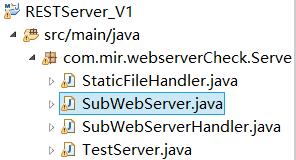 RESTServer_V1
src/main/java
com.mir.webserverCheck.Serve
StaticFileHandler.java
SubWebServer.java
SubWebServerHandler.java
TestServer.java